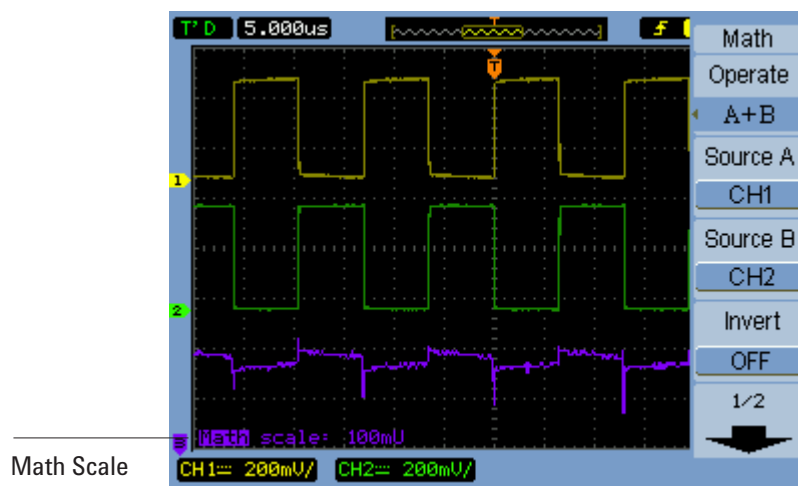 T’D 5.000us
T
T
Math
Operate
A+B
Source A
CH1
Source B
CH2
Invert
OFF
1/2
1
2
Math scale: 100mV
CH1 200mV/ CH2 200mV/
Math Scale